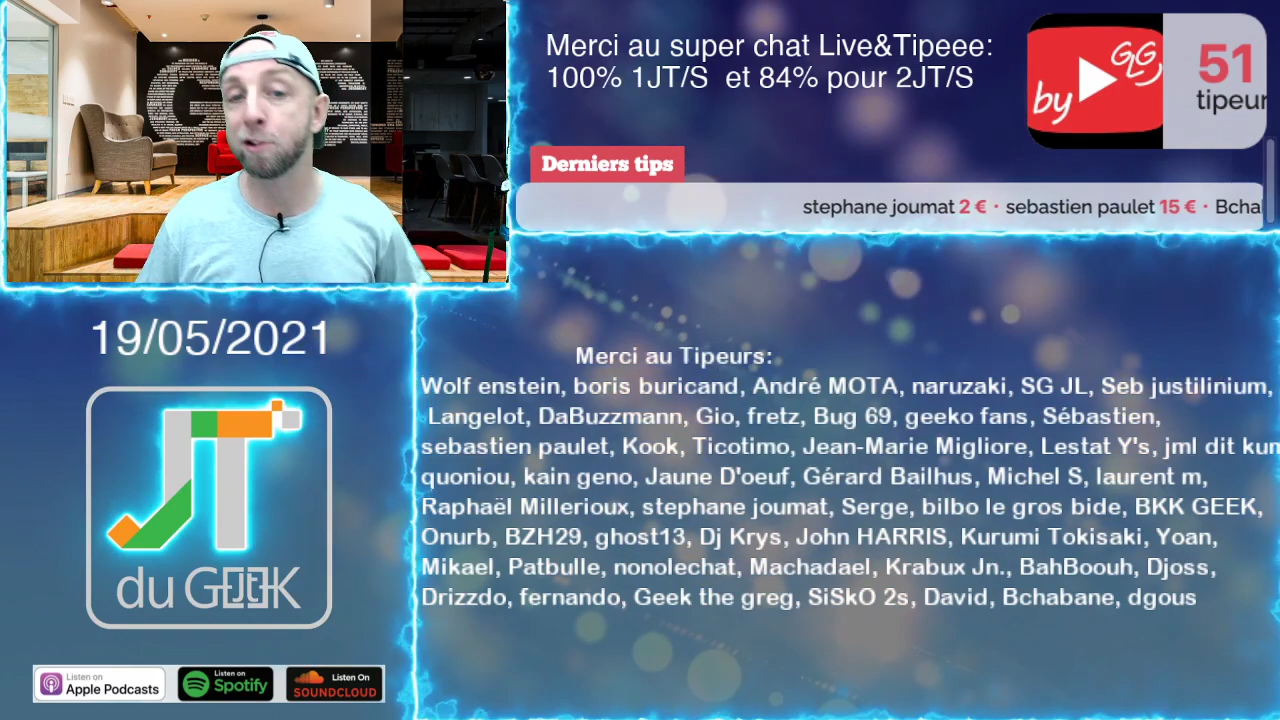 Merci au super chat Live&Tipeee:
100% 1JT/S et 84% pour 2JT/S
by GLG
51
tipeur
Derniers tips
stephane joumat 2 € · sebastien paulet 15 € · Bcha
19/05/2021
JT
du GEEK
Listen on
Apple Podcasts
Listen on
Spotify
Listen On
SOUNDCLOUD
Merci au Tipeurs:
Wolf enstein, boris buricand, André MOTA, naruzaki, SG JL, Seb justilinium,
Langelot, DaBuzzmann, Gio, fretz, Bug 69, geeko fans, Sébastien,
sebastien paulet, Kook, Ticotimo, Jean-Marie Migliore, Lestat Y's, jml dit kum
quoniou, kain geno, Jaune D'oeuf, Gérard Bailhus, Michel S, laurent m,
Raphaël Millerioux, stephane joumat, Serge, bilbo le gros bide, BKK GEEK,
Onurb, BZH29, ghost13, Dj Krys, John HARRIS, Kurumi Tokisaki, Yoan,
Mikael, Patbulle, nonolechat, Machadael, Krabux Jn., BahBoouh, Djoss,
Drizzdo, fernando, Geek the greg, SiSkO 2s, David, Bchabane, dgous